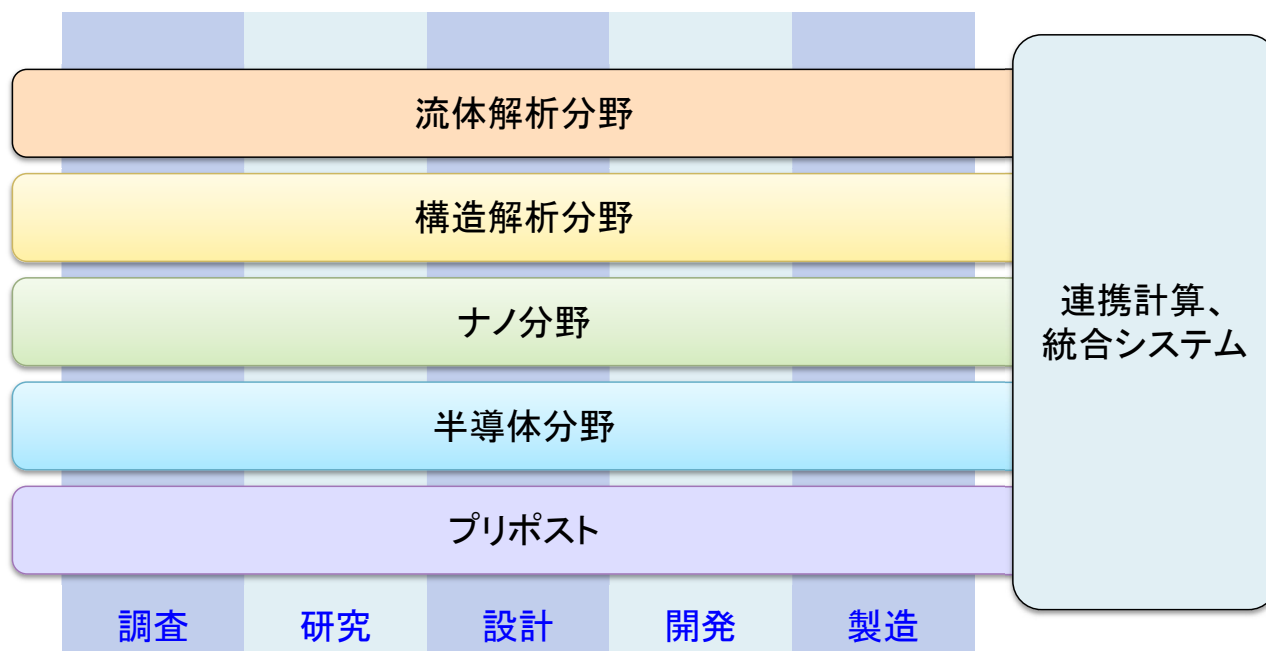 流体解析分野
構造解析分野
ナノ分野
半導体分野
プリポスト
連携計算、
統合システム
調査
研究
設計
開発
製造